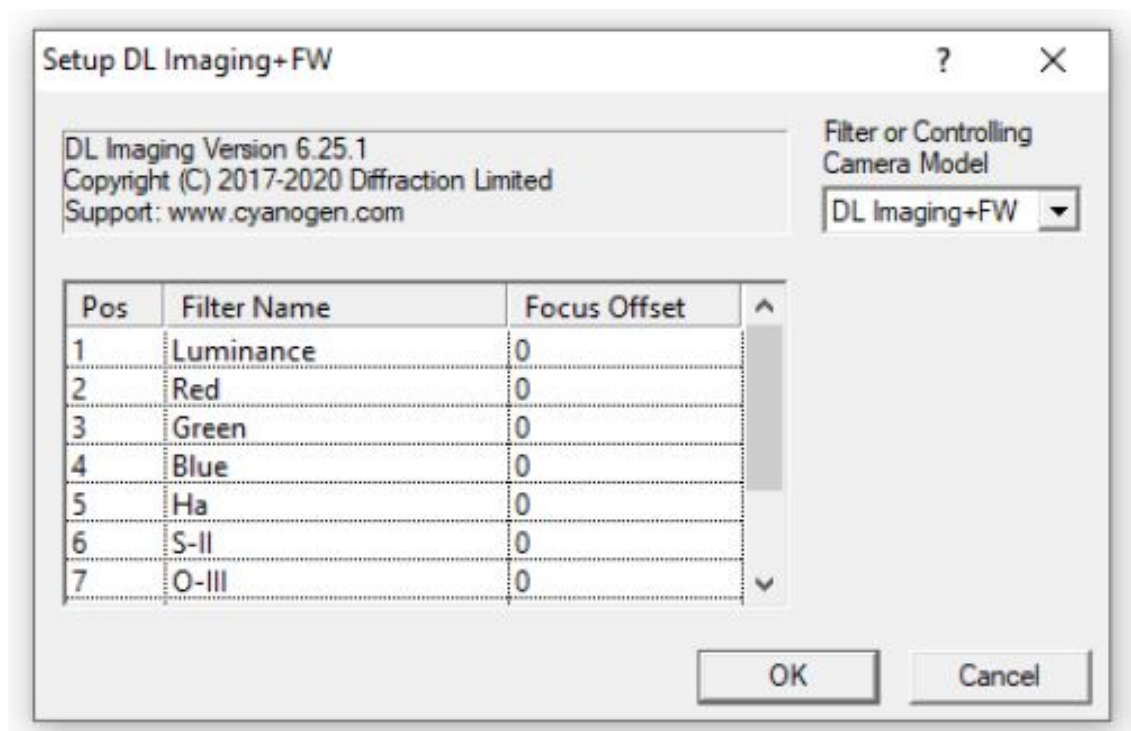 Setup DL Imaging+FW ?
DL Imaging Version 6.25.1
Copyright (C) 2017-2020 Diffraction Limited
Support: www.cyanogen.com
Filter or Controlling
Camera Model
DL Imaging+FW
Pos Filter Name Focus Offset
1 Luminance 0
2 Red 0
3 Green 0
4 Blue 0
5 Ha 0
6 S-II 0
7 O-III 0
OK Cancel